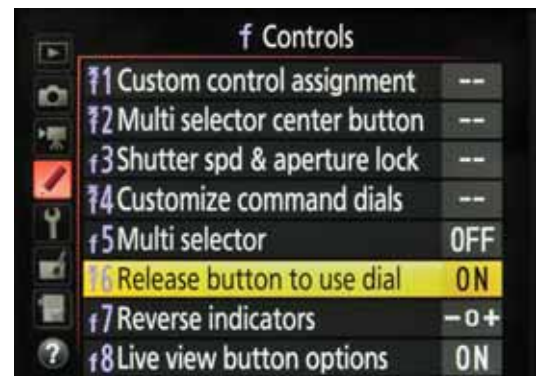 f Controls
f1 Custom control assignment --
f2 Multi selector center button --
f3 Shutter spd & aperture lock --
f4 Customize command dials --
f5 Multi selector OFF
f6 Release button to use dial ON
f7 Reverse indicators -0+
f8 Live view button options ON
?